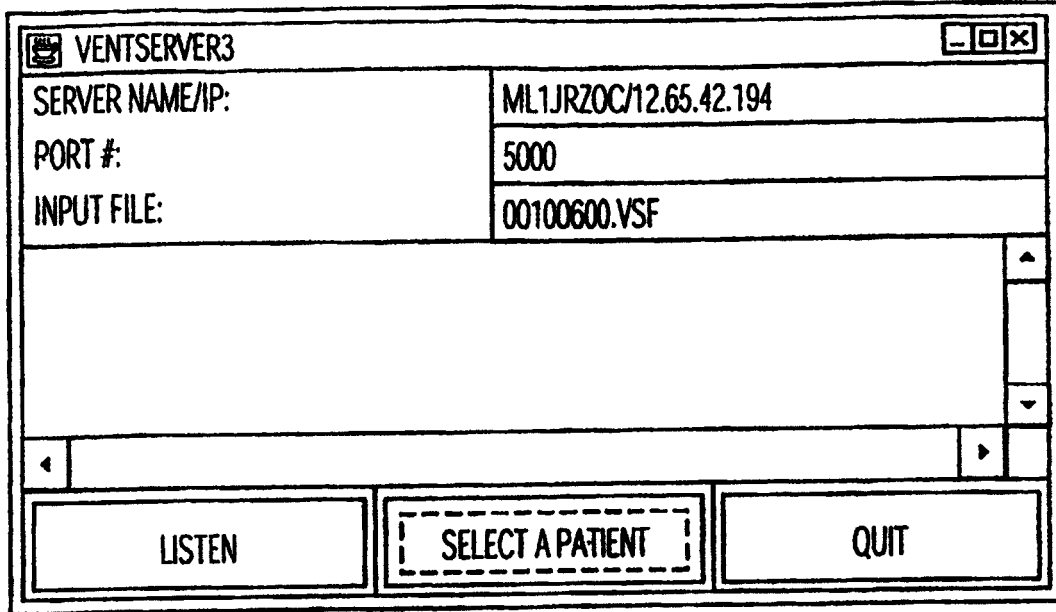 VENTSERVER3
SERVER NAME/IP: ML1JRZOC/12.65.42.194
PORT #: 5000
INPUT FILE: 00100600.VSF
LISTEN SELECT A PATIENT QUIT